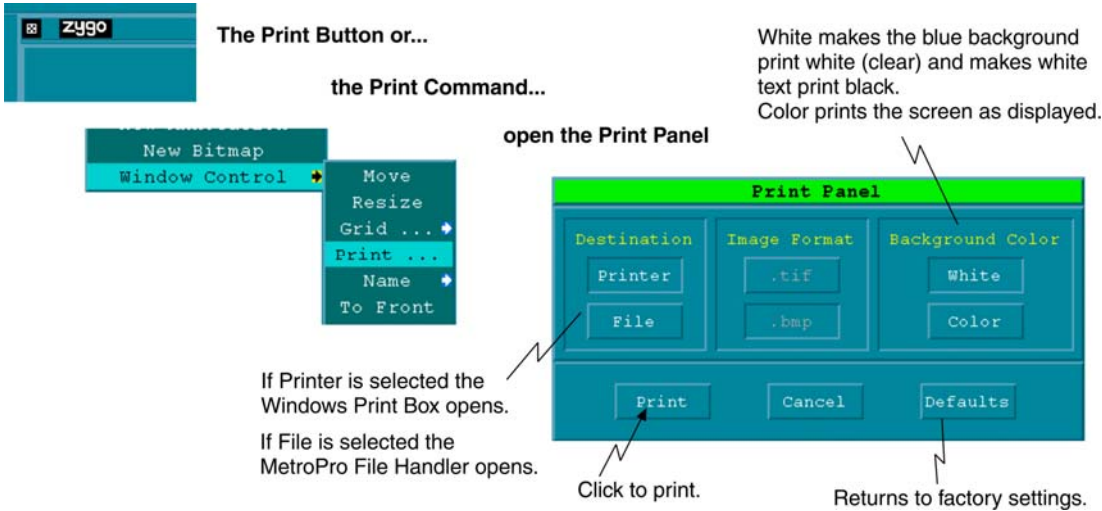 zygo
The Print Button or...
the Print Command...
open the Print Panel
White makes the blue background
print white (clear) and makes white
text print black.
Color prints the screen as displayed.
New Bitmap
Window Control
Move
Resize
Grid ...
Print ...
Name
To Front
Print Panel
Destination
Printer
File
Image Format
.tif
.bmp
Background Color
White
Color
Print
Cancel
Defaults
If Printer is selected the
Windows Print Box opens.
If File is selected the
MetroPro File Handler opens.
Click to print.
Returns to factory settings.